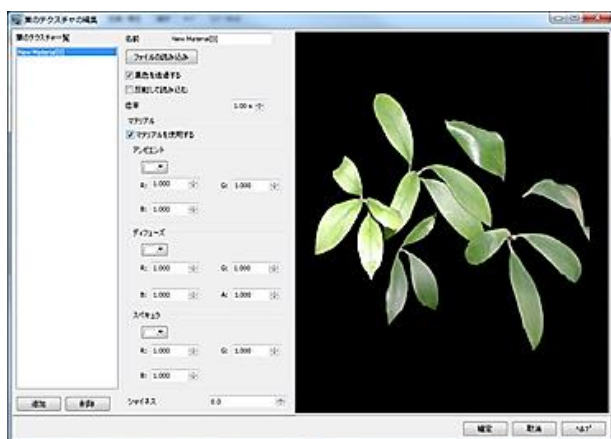 葉のテクスチャの編集
葉のテクスチャ一覧
New Material[0]
名前 New Material[0]
ファイルの読み込み
黒色を透過する
反転して読み込む
倍率 1.00 x
マテリアル
マテリアルを使用する
アンビエント
R: 1.000 G: 1.000
B: 1.000
ディフューズ
R: 1.000 G: 1.000
B: 1.000 A: 1.000
スペキュラ
R: 1.000 G: 1.000
B: 1.000
シャイネス 0.0
追加 削除
確定 取消 ヘルプ